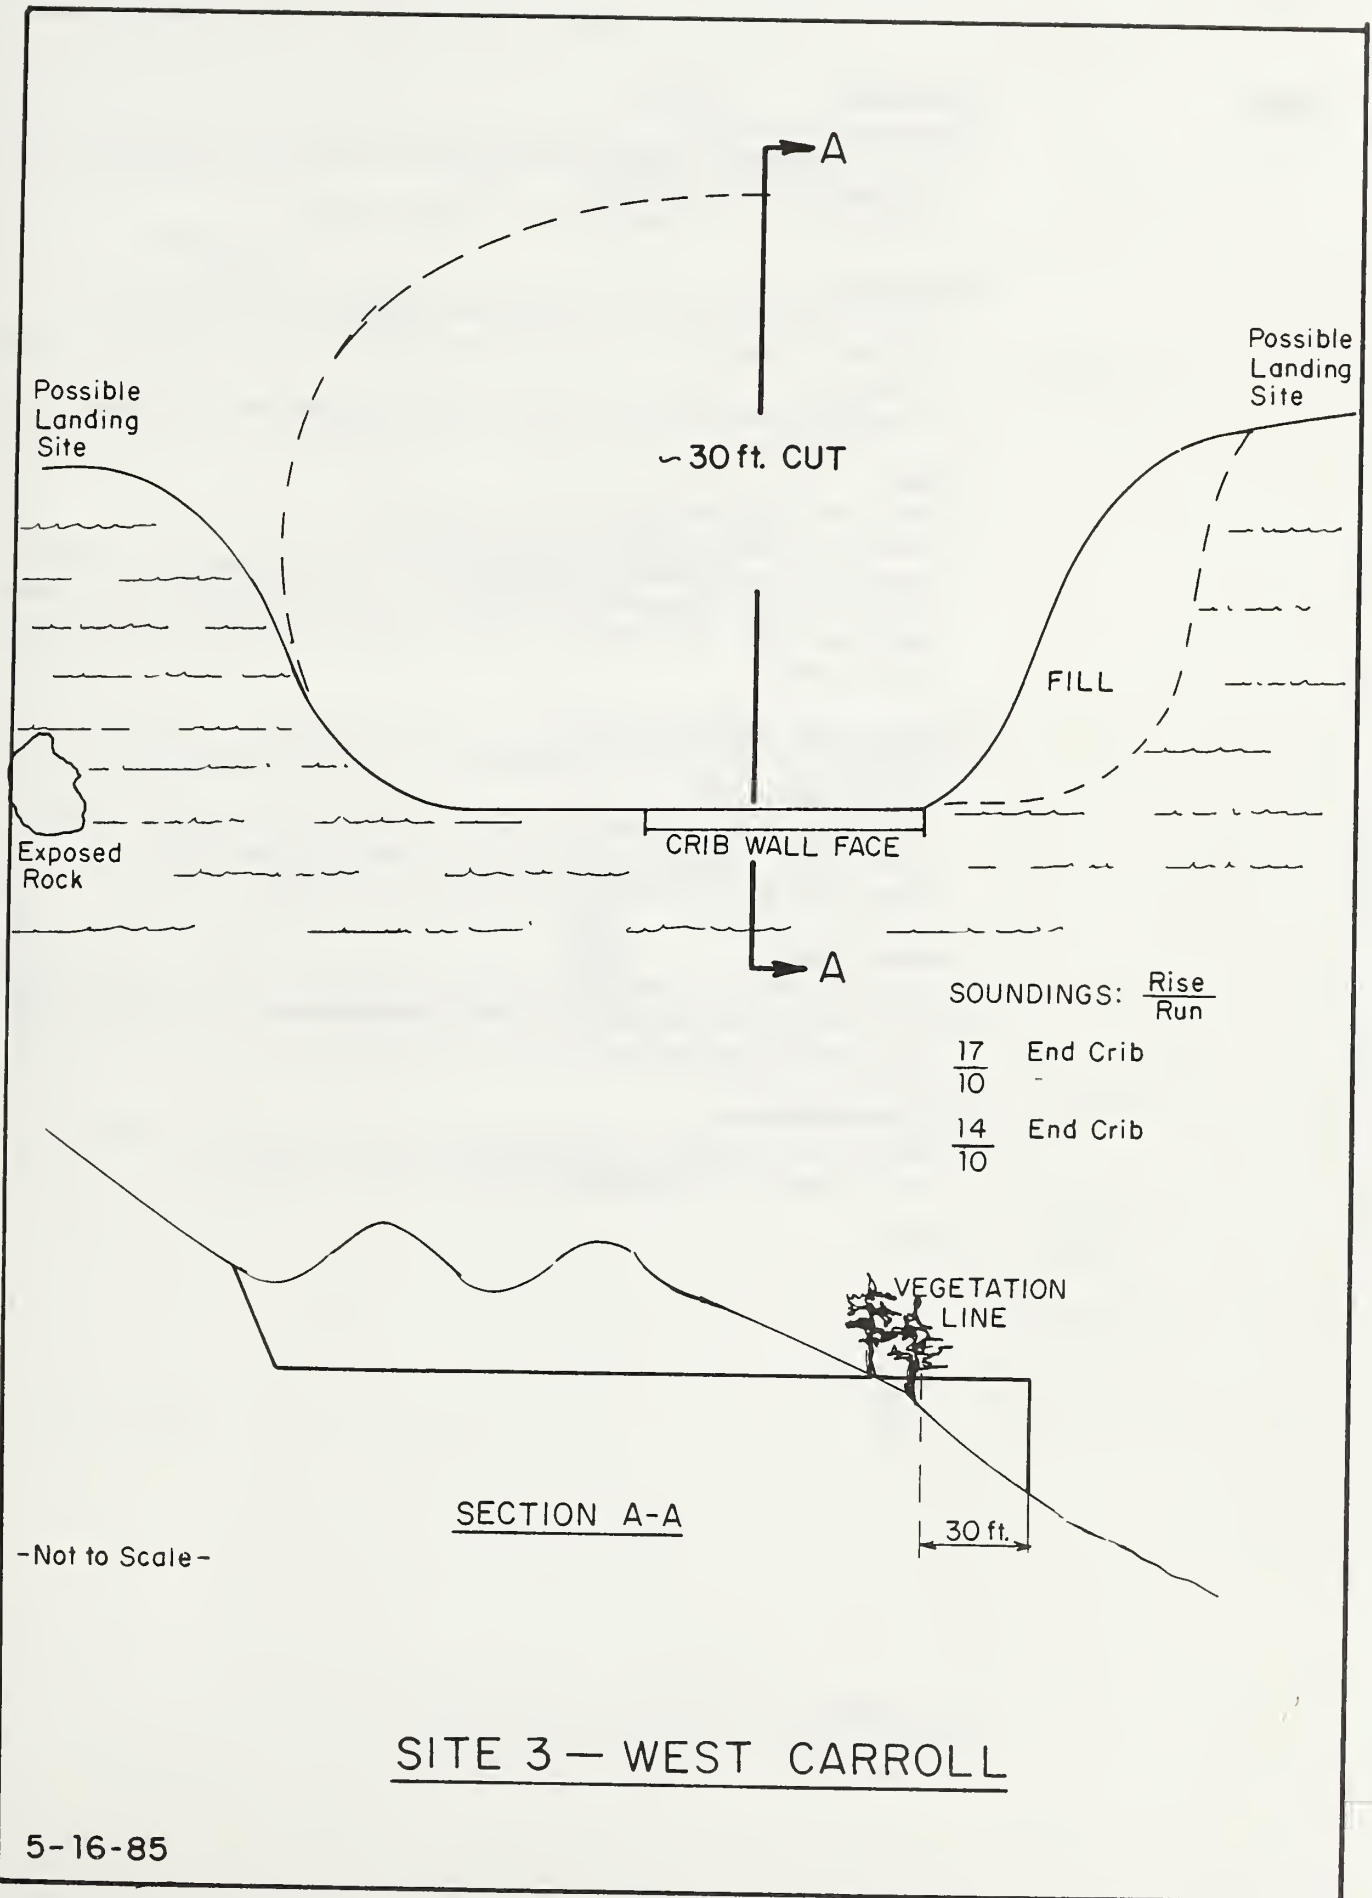 A
Possible
Landing
Site
Possible
Landing
Site
~30 ft. CUT
FILL
CRIB WALL FACE
Exposed
Rock
A
SOUNDINGS: Rise
Run
17 End Crib
10
14 End Crib
10
VEGETATION
LINE
SECTION A-A
30 ft.
-Not to Scale-
SITE 3 — WEST CARROLL
5-16-85